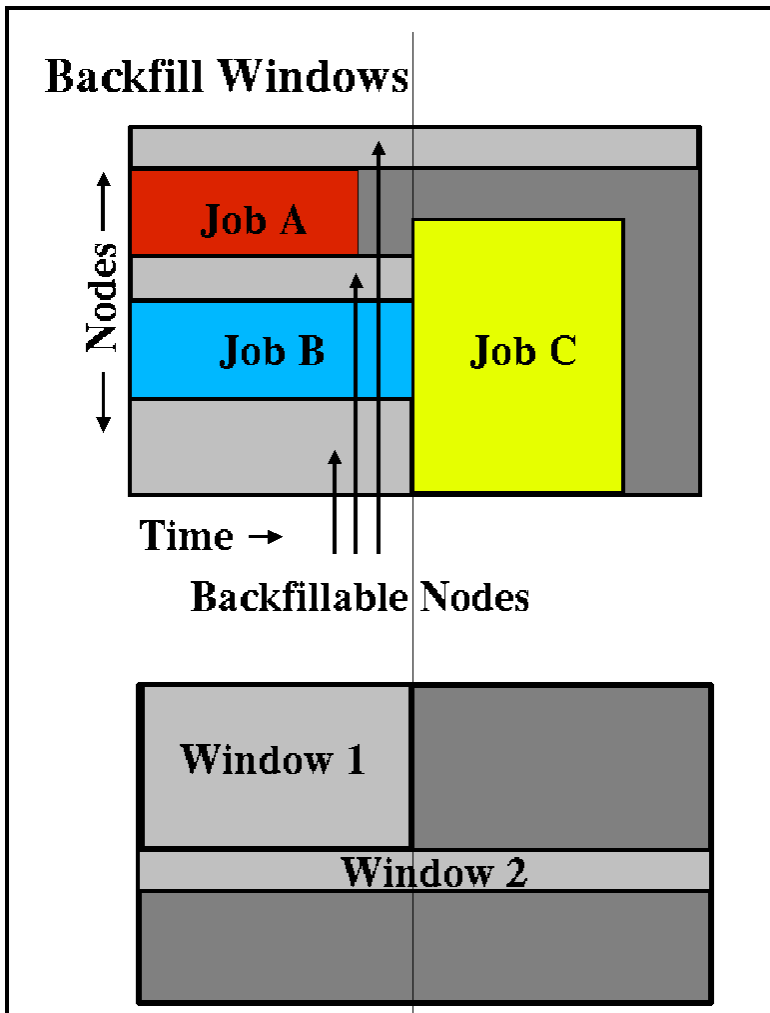 Backfill Windows
Job A
Nodes
Job B
Job C
Time
Backfillable Nodes
Window 1
Window 2